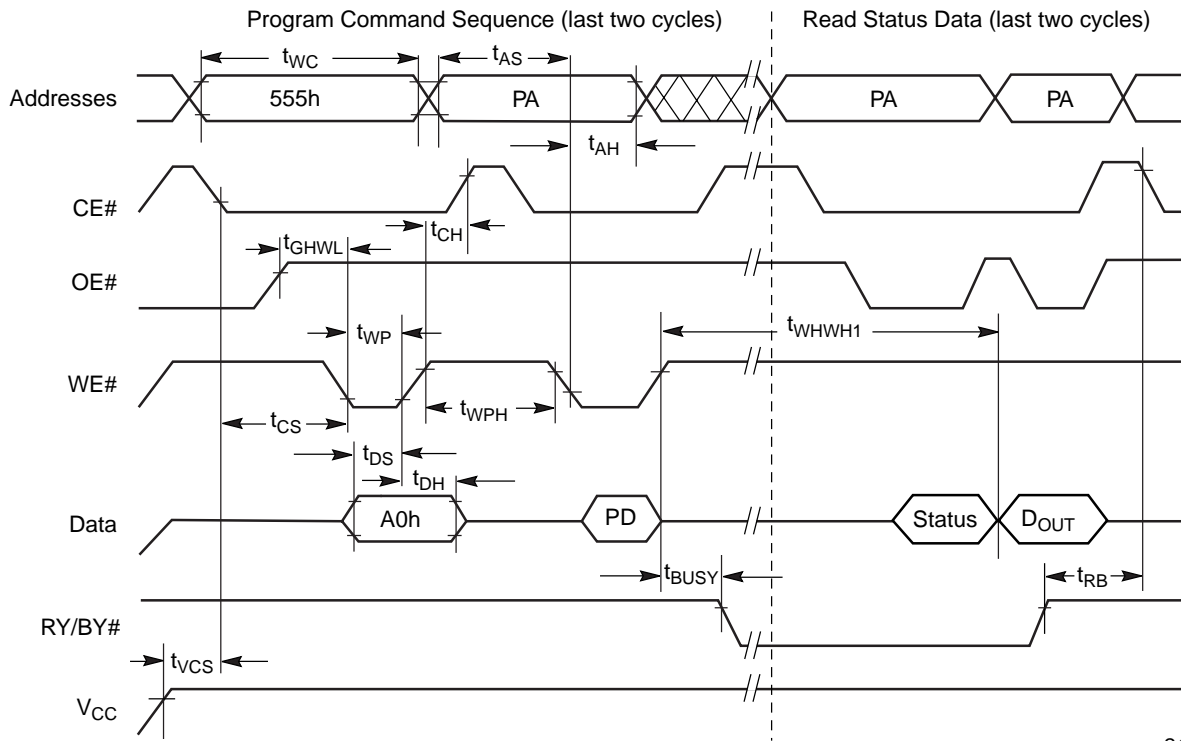 Program Command Sequence (last two cycles)
Read Status Data (last two cycles)
tWC
tAS
Addresses
555h
PA
PA
PA
tAH
CE#
tCH
tGHWL
OE#
tWP
tWHWH1
WE#
tWPH
tCS
tDS
tDH
Data
A0h
PD
Status
DOUT
tBUSY
tRB
RY/BY#
tVCS
VCC